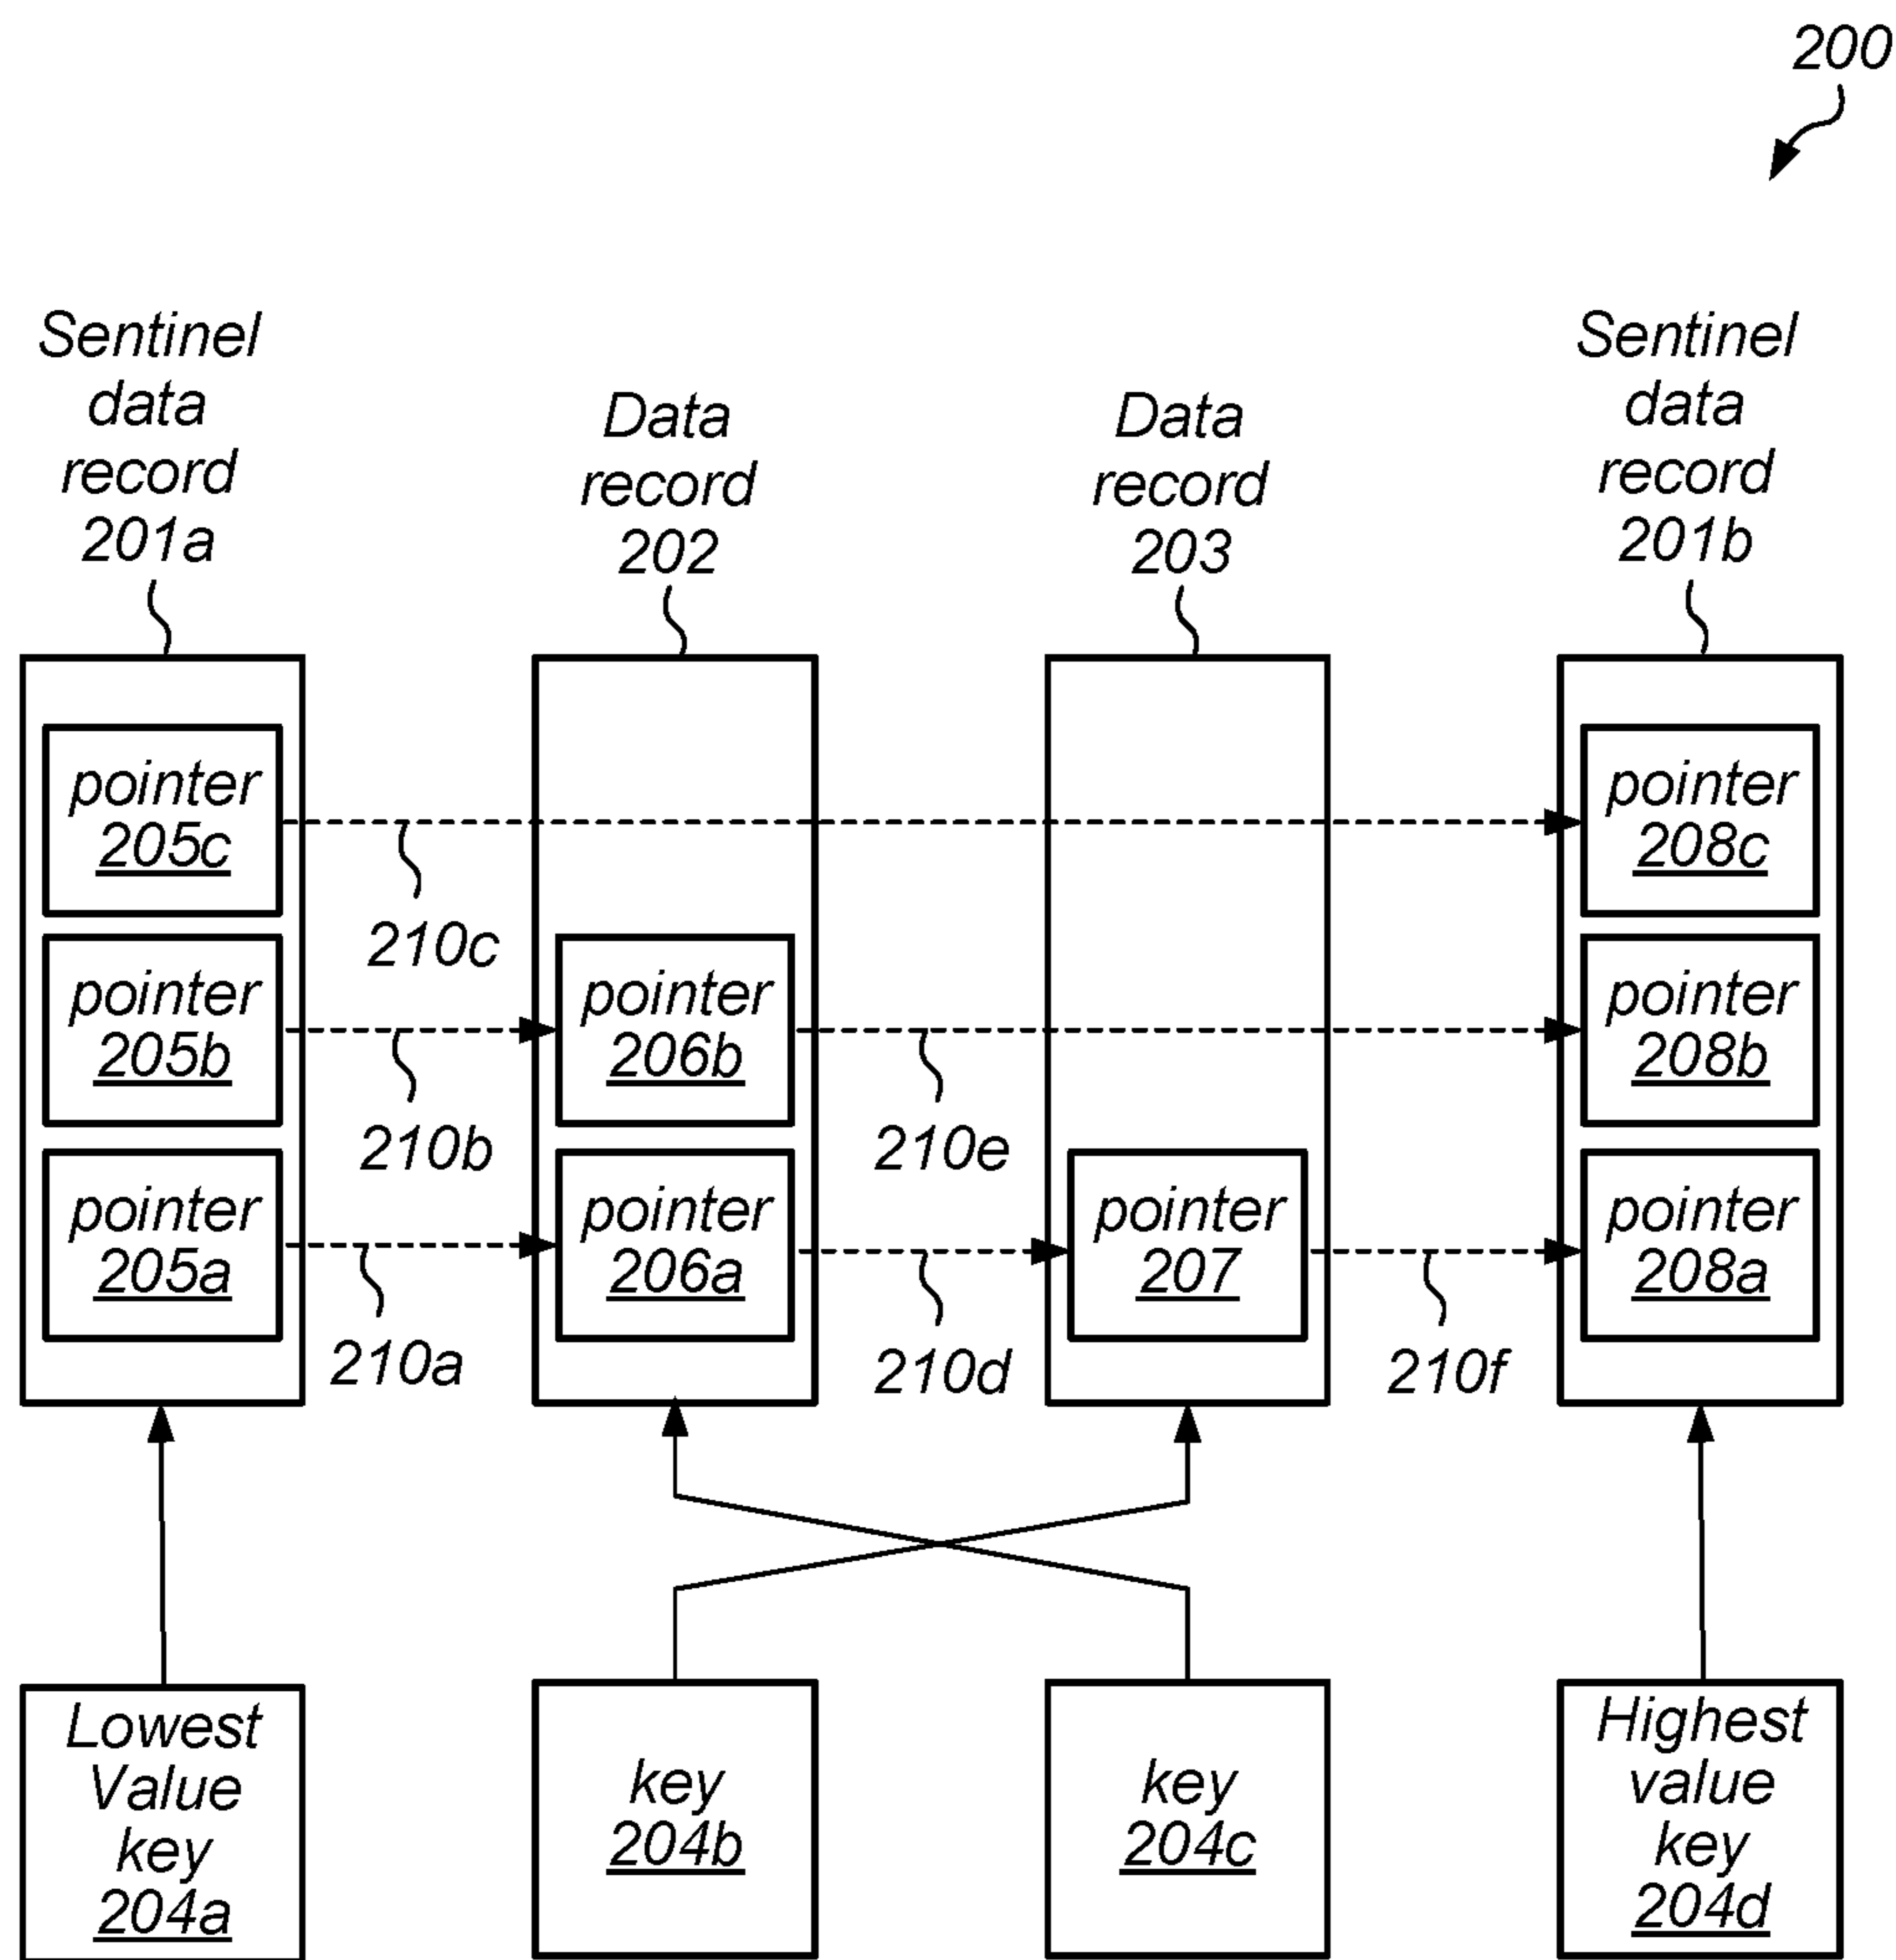 200
Sentinel
data
record
201a
Data
record
202
Data
record
203
Sentinel
data
record
201b
pointer
205c
pointer
208c
210c
pointer
205b
pointer
206b
pointer
208b
210b
210e
pointer
205a
pointer
206a
pointer
207
pointer
208a
210a
210d
210f
Lowest
Value
key
204a
key
204b
key
204c
Highest
value
key
204d